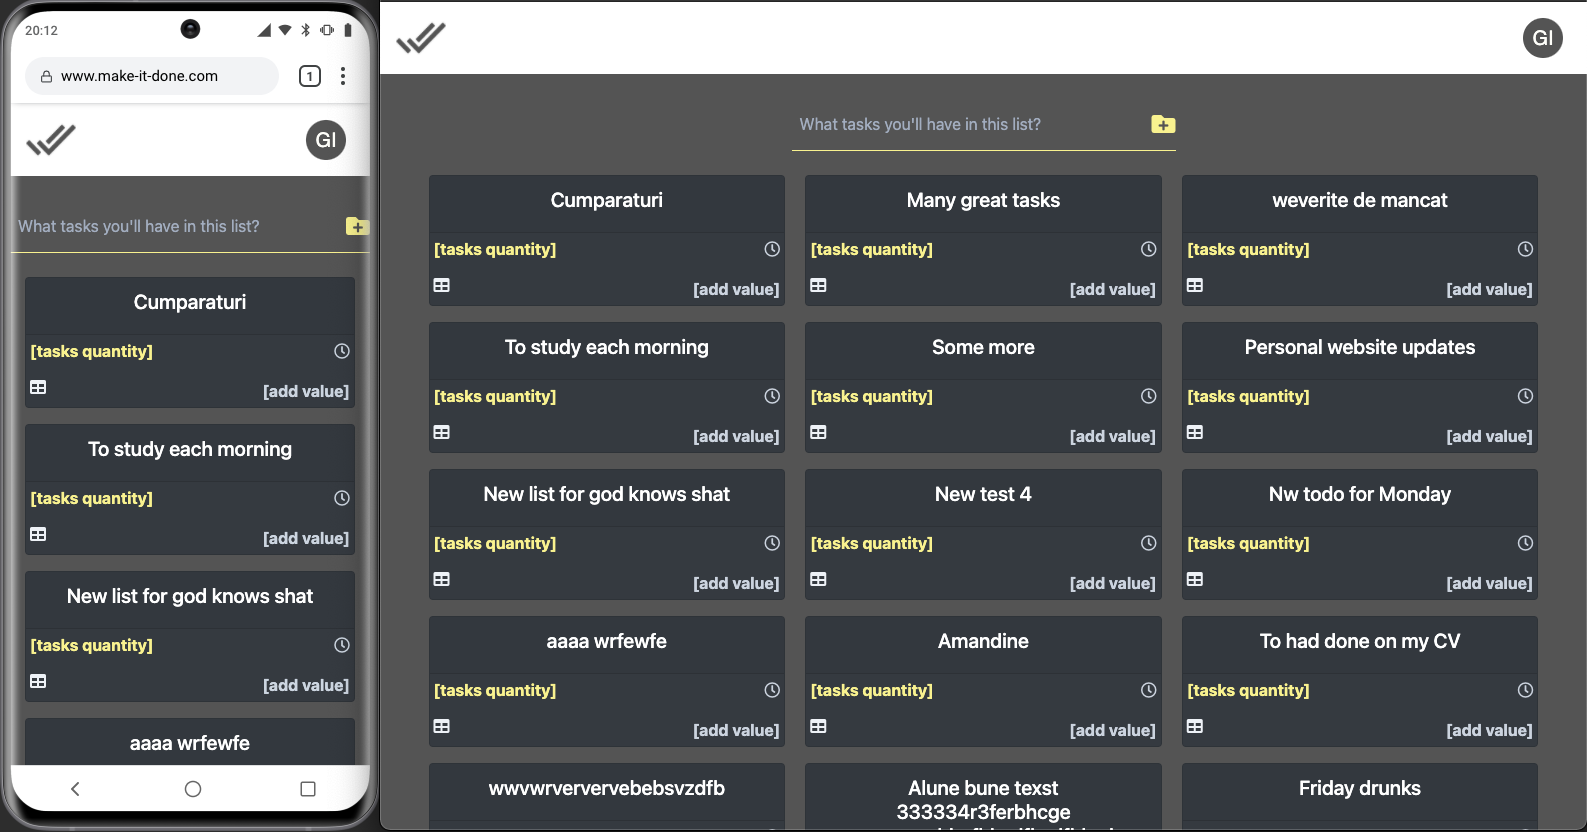 20:12
www.make-it-done.com
1
GI
What tasks you'll have in this list?
Cumparaturi
[tasks quantity]
[add value]
To study each morning
[tasks quantity]
[add value]
New list for god knows shat
[tasks quantity]
[add value]
aaaa wrfewfe
GI
What tasks you'll have in this list?
Cumparaturi
[tasks quantity]
[add value]
Many great tasks
[tasks quantity]
[add value]
weverite de mancat
[tasks quantity]
[add value]
To study each morning
[tasks quantity]
[add value]
Some more
[tasks quantity]
[add value]
Personal website updates
[tasks quantity]
[add value]
New list for god knows shat
[tasks quantity]
[add value]
New test 4
[tasks quantity]
[add value]
Nw todo for Monday
[tasks quantity]
[add value]
aaaa wrfewfe
[tasks quantity]
[add value]
Amandine
[tasks quantity]
[add value]
To had done on my CV
[tasks quantity]
[add value]
wwvwrververvebebsvzdfb
Alune bune texst
333334r3ferbhcge
Friday drunks